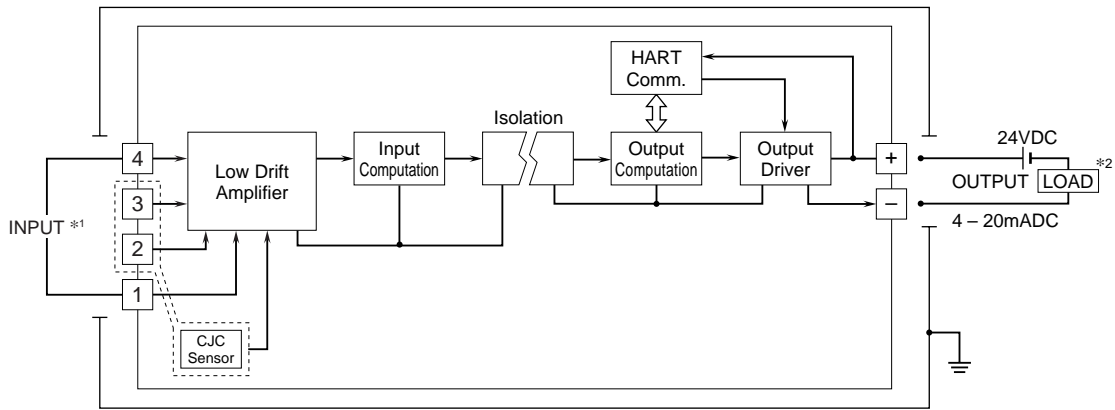 HART
Comm.
Isolation
24VDC
4
Low Drift
Amplifier
Input
Computation
Output
Computation
Output
Driver
+
*2
OUTPUT
LOAD
3
INPUT *1
–
4 – 20mADC
2
1
CJC
Sensor